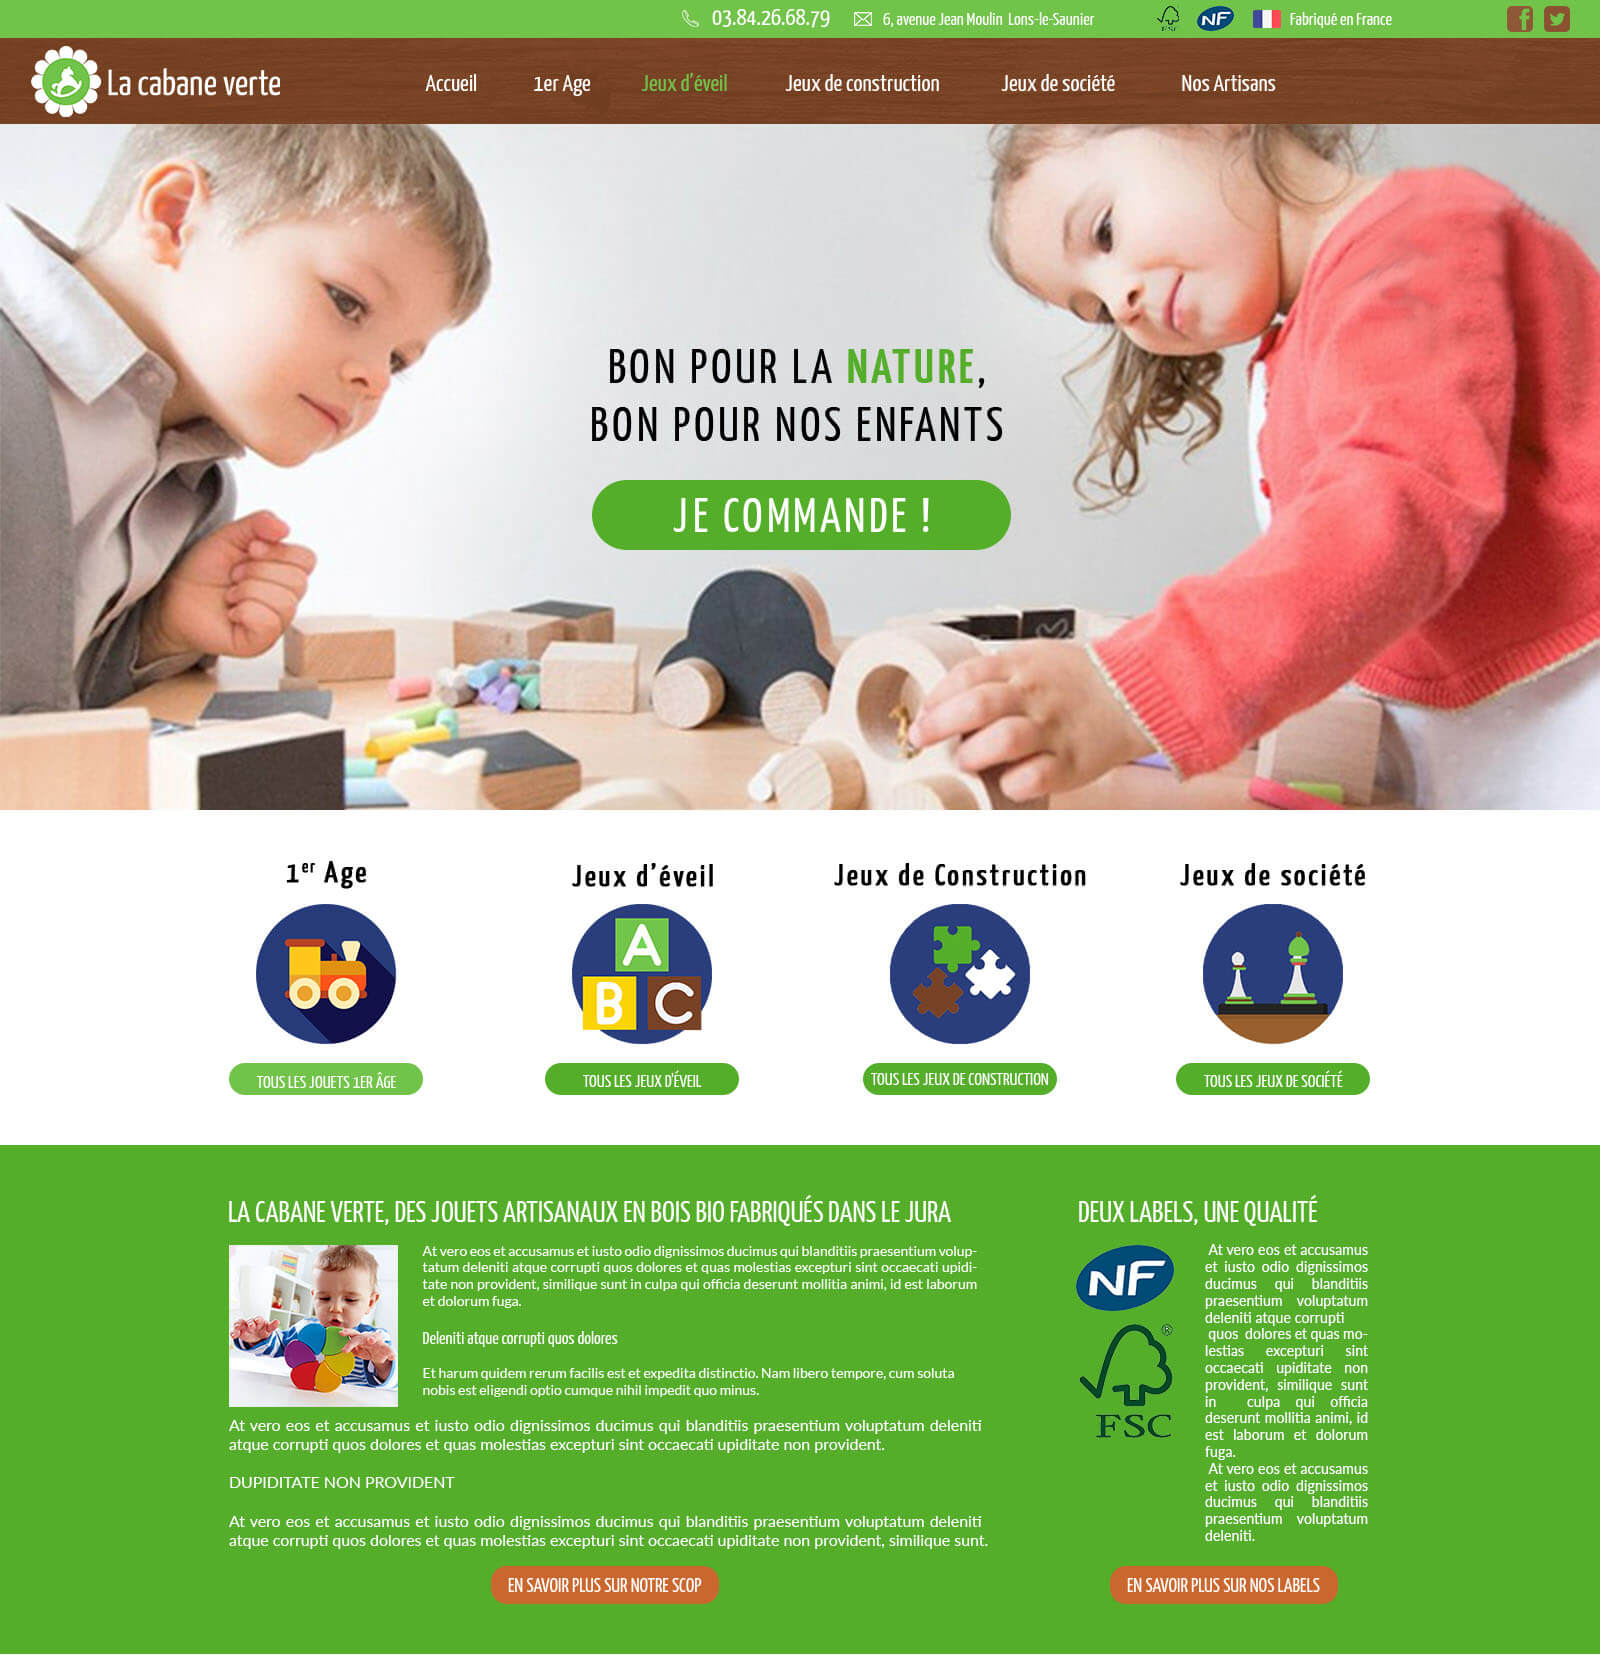 03.84.26.68.79
6, avenue Jean Moulin Lons-le-Saunier
FSC
NF
Fabriqué en France
La cabane verte
Accueil
1er Age
Jeux d'éveil
Jeux de construction
Jeux de société
Nos Artisans
BON POUR LA NATURE,
BON POUR NOS ENFANTS
JE COMMANDE !
1er Age
Jeux d'éveil
Jeux de Construction
Jeux de société
A
B C
TOUS LES JOUETS 1ER ÂGE
TOUS LES JEUX D'ÉVEIL
TOUS LES JEUX DE CONSTRUCTION
TOUS LES JEUX DE SOCIÉTÉ
LA CABANE VERTE, DES JOUETS ARTISANAUX EN BOIS BIO FABRIQUÉS DANS LE JURA
At vero eos et accusamus et iusto odio dignissimos ducimus qui blanditiis praesentium volup-
tatum deleniti atque corrupti quos dolores et quas molestias excepturi sint occaecati upidi-
tate non provident, similique sunt in culpa qui officia deserunt mollitia animi, id est laborum
et dolorum fuga.
Deleniti atque corrupti quos dolores
Et harum quidem rerum facilis est et expedita distinctio. Nam libero tempore, cum soluta
nobis est eligendi optio cumque nihil impedit quo minus.
At vero eos et accusamus et iusto odio dignissimos ducimus qui blanditiis praesentium voluptatum deleniti
atque corrupti quos dolores et quas molestias excepturi sint occaecati upiditate non provident.
DUPIDITATE NON PROVIDENT
At vero eos et accusamus et iusto odio dignissimos ducimus qui blanditiis praesentium voluptatum deleniti
atque corrupti quos dolores et quas molestias excepturi sint occaecati upiditate non provident, similique sunt.
EN SAVOIR PLUS SUR NOTRE SCOP
DEUX LABELS, UNE QUALITÉ
NF
®
FSC
At vero eos et accusamus
et iusto odio dignissimos
ducimus qui blanditiis
praesentium voluptatum
deleniti atque corrupti
quos dolores et quas mo-
lestias excepturi sint
occaecati upiditate non
provident, similique sunt
in culpa qui officia
deserunt mollitia animi, id
est laborum et dolorum
fuga.
At vero eos et accusamus
et iusto odio dignissimos
ducimus qui blanditiis
praesentium voluptatum
deleniti.
EN SAVOIR PLUS SUR NOS LABELS